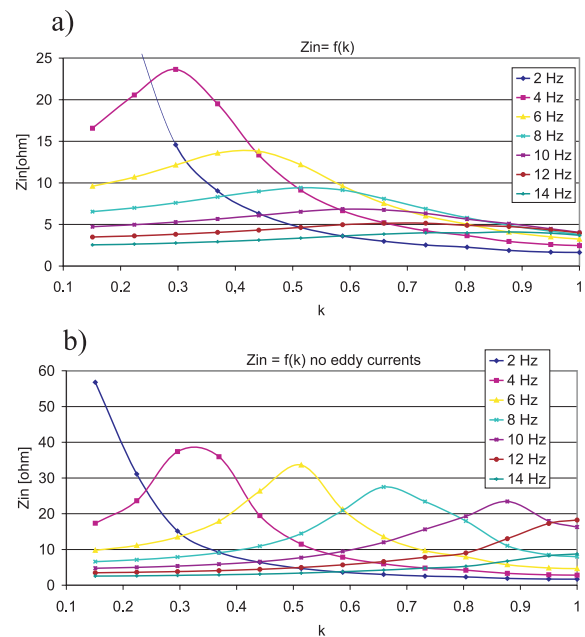 a)
Zin= f(k)
25
20
15
10
5
0
Zin[ohm]
0.1
0.2
0.3
0,4
0.5
0.6
0.7
0.8
0.9
1
k
2 Hz
4 Hz
6 Hz
8 Hz
10 Hz
12 Hz
14 Hz
b)
Zin = f(k) no eddy currents
60
50
40
30
20
10
0
Zin [ohm]
0.1
0.2
0.3
0.4
0.5
0.6
0.7
0.8
0.9
1
k
2 Hz
4 Hz
6 Hz
8 Hz
10 Hz
12 Hz
14 Hz